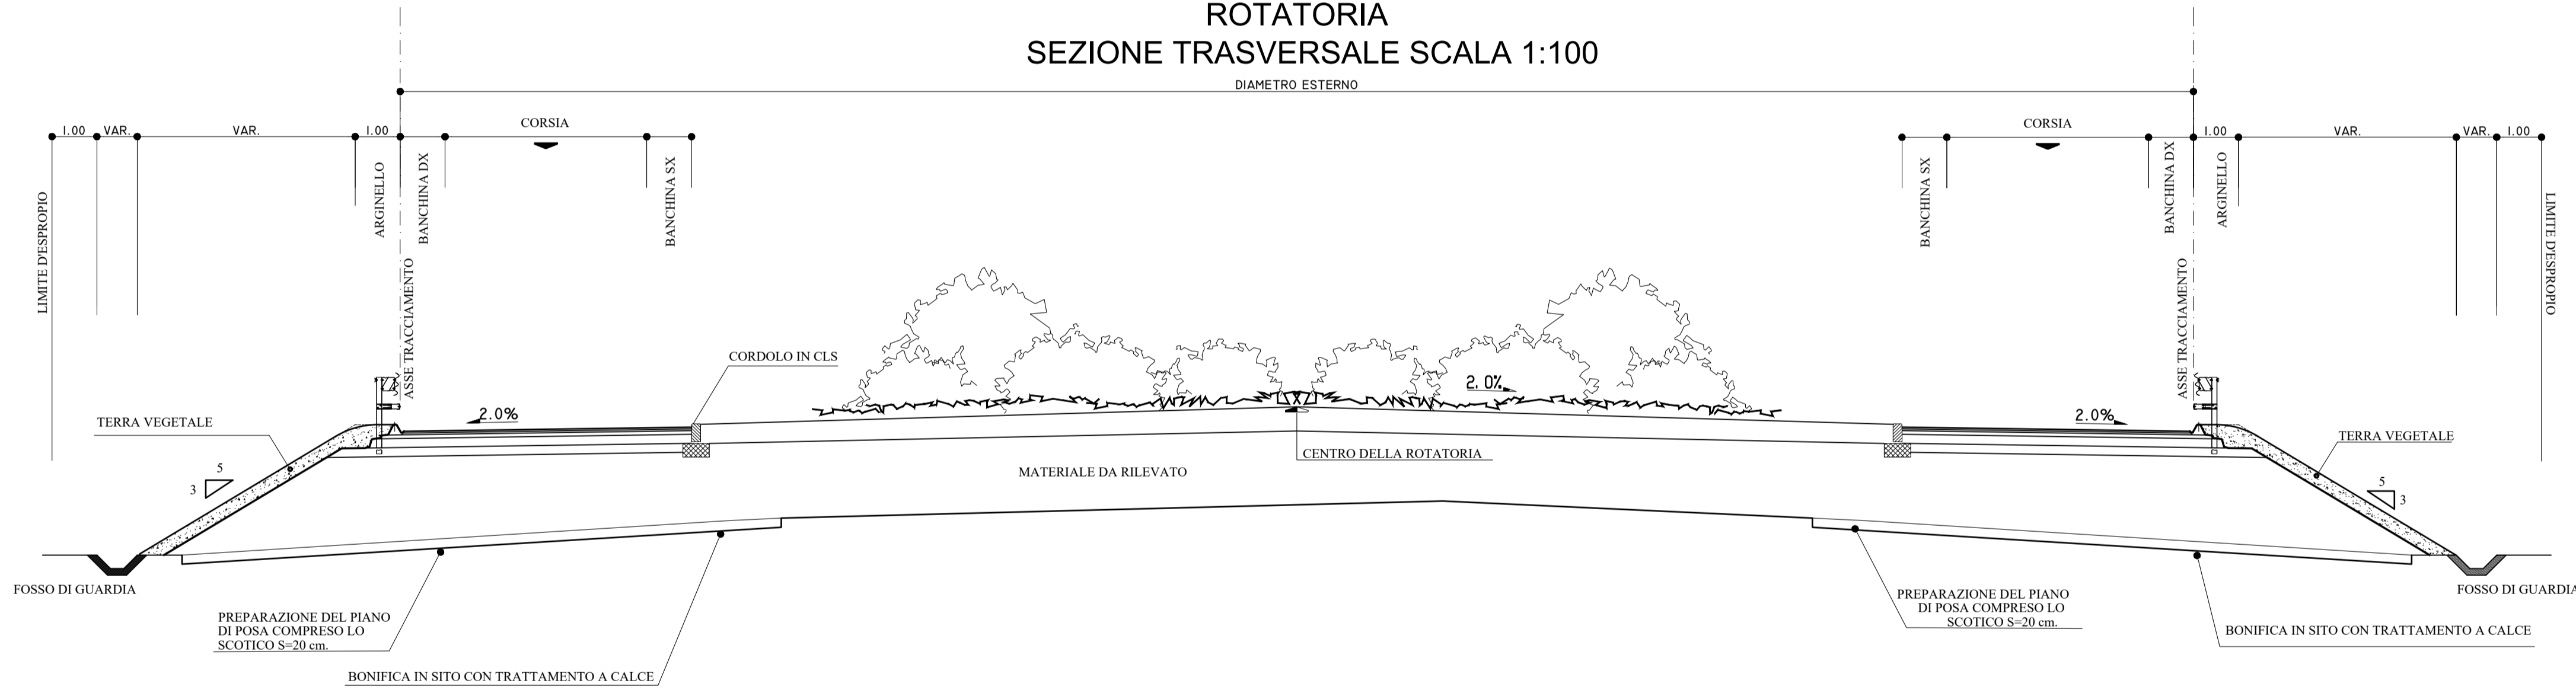 ROTATORIA
SEZIONE TRASVERSALE SCALA 1:100
DIAMETRO ESTERNO
1.00
VAR.
VAR.
1.00
CORSIA
CORSIA
1.00
VAR.
VAR.
1.00
LIMITE D'ESPROPIO
ARGINELLO
BANCHINA DX
BANCHINA SX
ASSE TRACCIAMENTO
BANCHINA SX
BANCHINA DX
ARGINELLO
ASSE TRACCIAMENTO
LIMITE D'ESPROPIO
CORDOLO IN CLS
2.0%
2.0%
2.0%
TERRA VEGETALE
TERRA VEGETALE
CENTRO DELLA ROTATORIA
MATERIALE DA RILEVATO
5
3
5
3
FOSSO DI GUARDIA
FOSSO DI GUARDIA
PREPARAZIONE DEL PIANO
DI POSA COMPRESO LO
SCOTICO S=20 cm.
BONIFICA IN SITO CON TRATTAMENTO A CALCE
PREPARAZIONE DEL PIANO
DI POSA COMPRESO LO
SCOTICO S=20 cm.
BONIFICA IN SITO CON TRATTAMENTO A CALCE